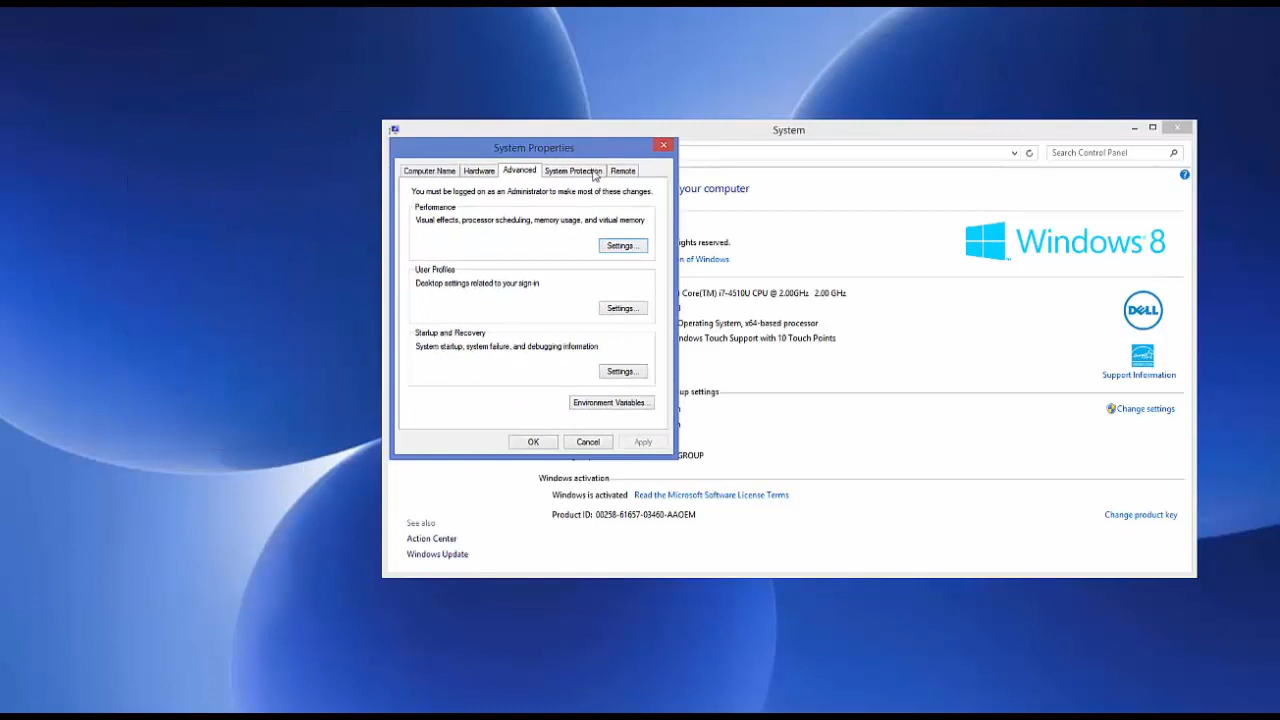 System
System Properties
Search Control Panel
Computer Name Hardware Advanced System Protection Remote
You must be logged on as an Administrator to make most of these changes.
Performance
Visual effects, processor scheduling, memory usage, and virtual memory
Settings...
User Profiles
Desktop settings related to your sign-in
Settings...
Startup and Recovery
System startup, system failure, and debugging information
Settings...
Environment Variables...
OK Cancel Apply
your computer
ights reserved.
on of Windows
Windows 8
Core(TM) i7-4510U CPU @ 2.00GHz 2.00 GHz
Operating System, x64-based processor
ndows Touch Support with 10 Touch Points
DELL
Support Information
up settings
Change settings
GROUP
Windows activation
Windows is activated Read the Microsoft Software License Terms
Product ID: 00258-61657-03460-AAOEM
Change product key
See also
Action Center
Windows Update